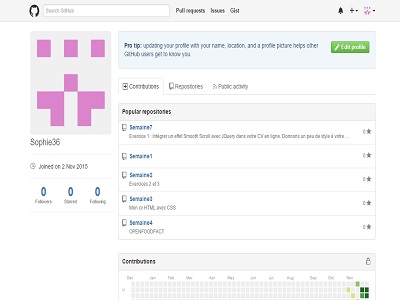 Search GitHub
Pull requests Issues Gist
Pro tip: updating your profile with your name, location, and a profile picture helps other
GitHub users get to know you.
Edit profile
Contributions Repositories Public activity
Sophie36
Joined on 2 Nov 2015
0 0 0
Followers Starred Following
Popular repositories
Semaine7
Exercice 1 : Intégrer un effet Smooth Scroll avec JQuery dans votre CV en ligne. Donnons un peu de style à votre ...
0
Semaine1
0
Semaine2
Exercices 2 et 3
0
Semaine3
Mon cv HTML avec CSS
0
Semaine4
OPENFOODFACT
0
Contributions
Dec Jan Feb Mar Apr May Jun Jul Aug Sep Oct Nov